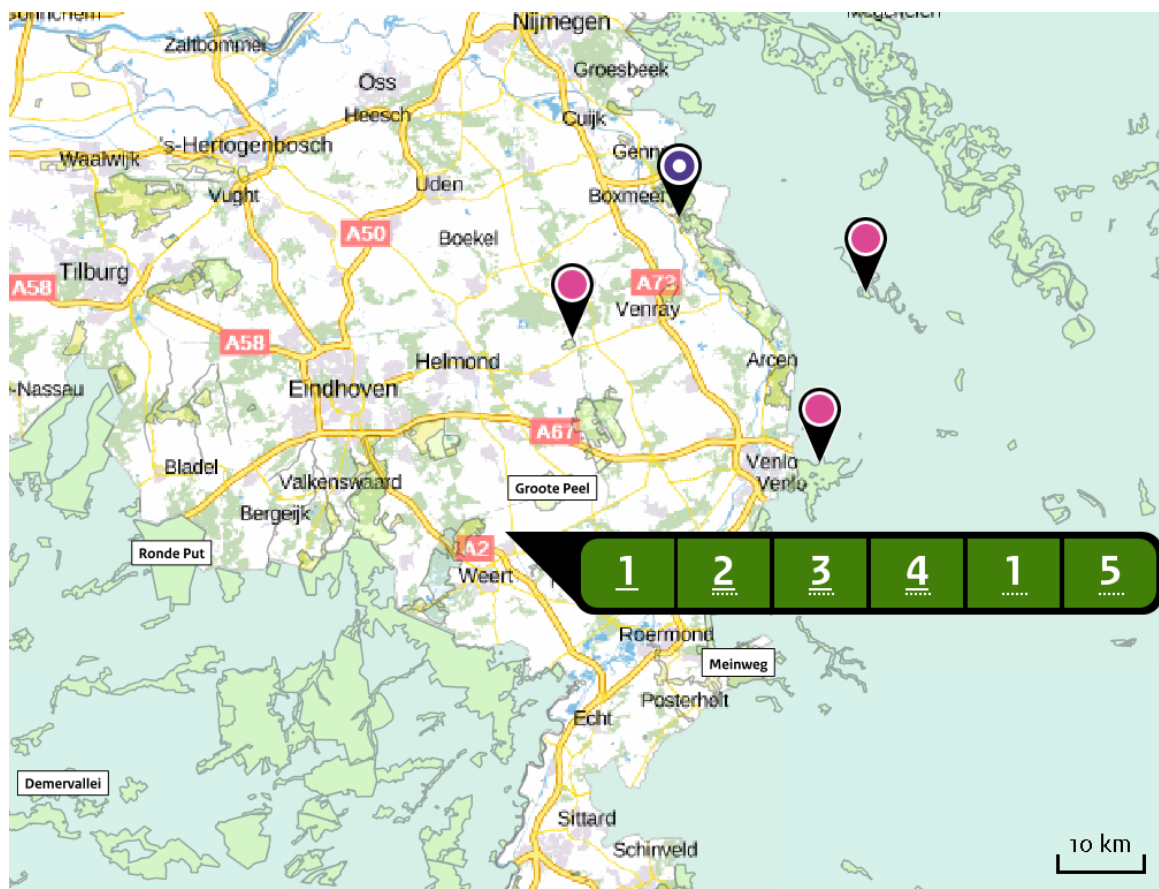 Nijmegen
Zaltbommel
Groesbeek
Oss
Heesch
Cuijk
's-Hertogenbosch
Waalwijk
Uden
Boxmeer
Vught
A50
Boekel
Tilburg
A58
A73
Venray
A58
Helmond
Arcen
Eindhoven
-Nassau
A67
Bladel
Venlo
Venlo
Valkenswaard
Groote Peel
Bergeijk
Ronde Put
A2
Weert
1 2 3 4 1 5
Roermond
Meinweg
Posterholt
Echt
Demervallei
Sittard
Schinveld
10 km